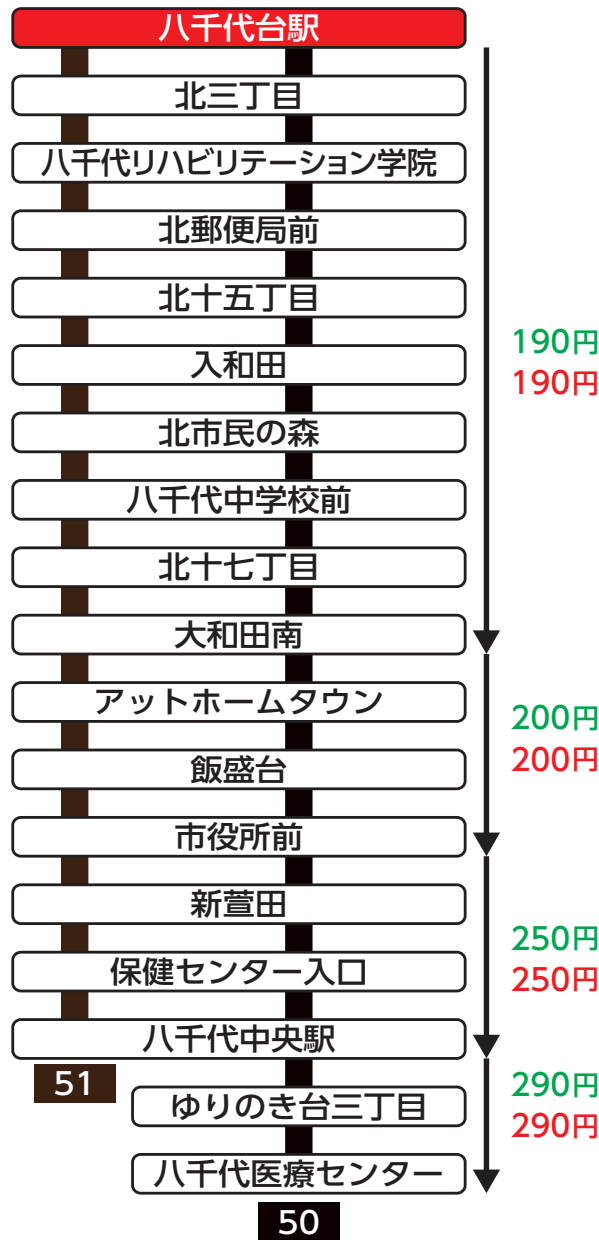 八千代台駅
北三丁目
八千代リハビリテーション学院
北郵便局前
北十五丁目
入和田
190円
190円
北市民の森
八千代中学校前
北十七丁目
大和田南
アットホームタウン
200円
200円
飯盛台
市役所前
新萱田
250円
250円
保健センター入口
八千代中央駅
51
ゆりのき台三丁目
290円
290円
八千代医療センター
50